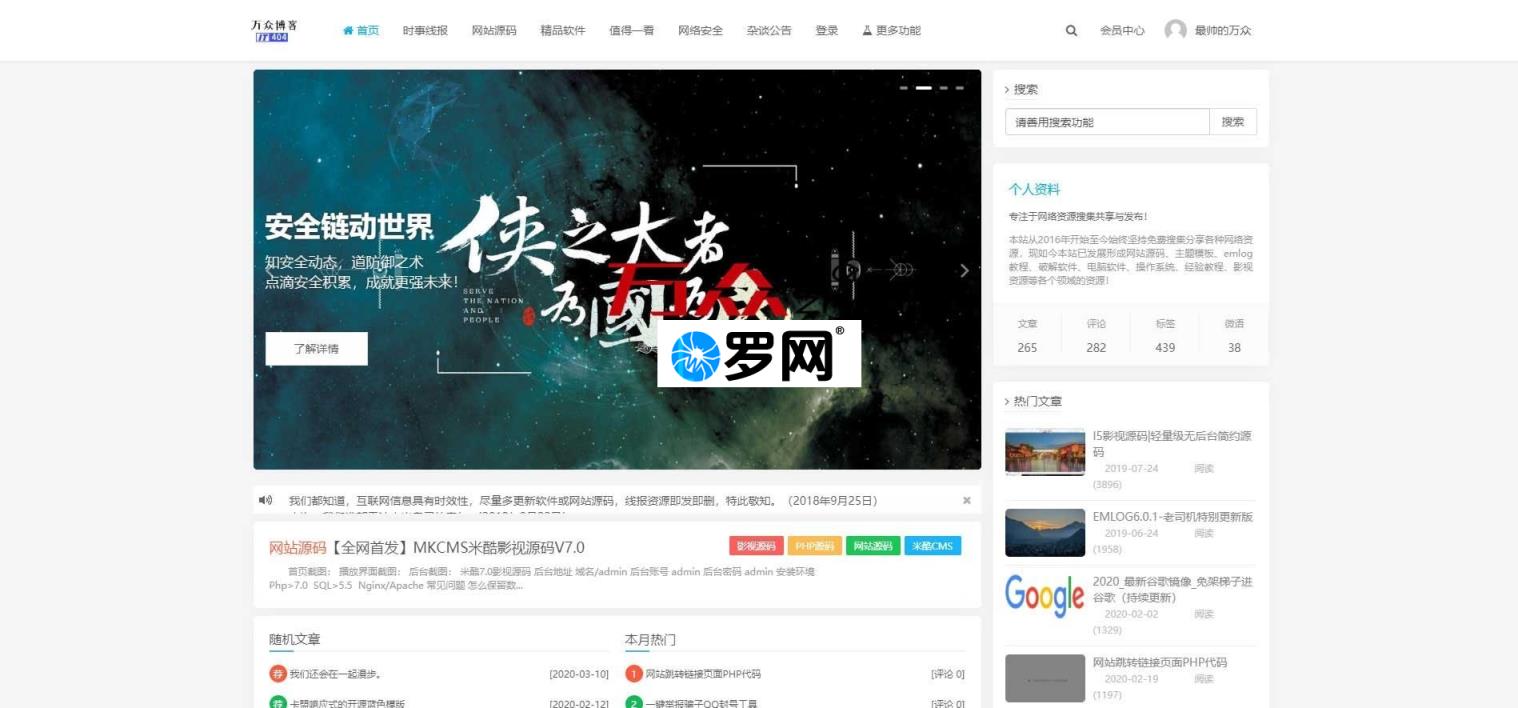 万众博客
IT 404
首页 时事线报 网站源码 精品软件 值得一看 网络安全 杂谈公告 登录 更多功能 会员中心 最帅的万众
安全链动世界
知安全动态，道防御之术
点滴安全积累，成就更强未来！
了解详情
侠之大者
SERVE
THE NATION
AND
PEOPLE
为國
万众
罗网®
搜索
请善用搜索功能 搜索
个人资料
专注于网络资源搜集共享与发布！
本站从2016年开始至今始终坚持免费搜集分享各种网络资
源，现如今本站已发展形成网站源码、主题模板、emlog
教程、破解软件、电脑软件、操作系统、经验教程、影视
资源等各个领域的资源！
文章 评论 标签 微语
265 282 439 38
热门文章
I5影视源码|轻量级无后台简约源
码
2019-07-24 阅读
(3896)
EMLOG6.0.1-老司机特别更新版
2019-06-24 阅读
(1958)
Google
2020_最新谷歌镜像_免架梯子进
谷歌（持续更新）
2020-02-02 阅读
(1329)
网站跳转链接页面PHP代码
2020-02-19 阅读
(1197)
我们都知道，互联网信息具有时效性，尽量多更新软件或网站源码，线报资源即发即删，特此敬知。（2018年9月25日）
网站源码【全网首发】MKCMS米酷影视源码V7.0
影视源码 PHP源码 网站源码 米酷CMS
首页截图： 播放界面截图： 后台截图： 米酷7.0影视源码 后台地址 域名/admin 后台账号 admin 后台密码 admin 安装环境
Php>7.0 SQL>5.5 Nginx/Apache 常见问题 怎么保留数...
随机文章
荐 我们还会在一起漫步。 [2020-03-10]
荐 卡盟响应式的开源蓝色模版 [2020-02-12]
本月热门
1 网站跳转链接页面PHP代码 [评论 0]
2 一键举报骗子QQ封号工具 [评论 0]